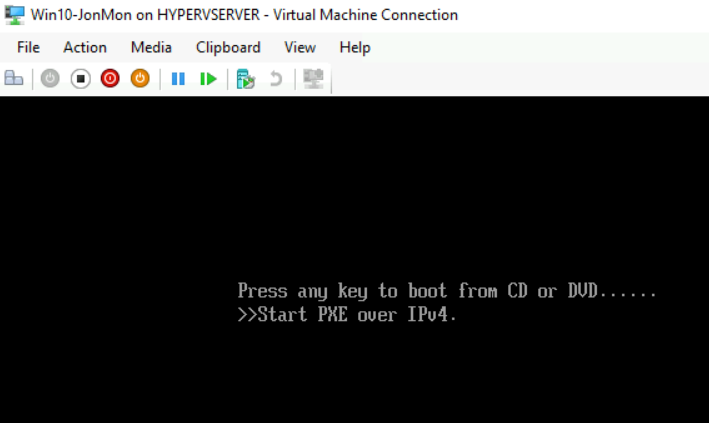 Win10-JonMon on HYPERVSERVER - Virtual Machine Connection
File Action Media Clipboard View Help
Press any key to boot from CD or DVD......
>>Start PXE over IPv4.